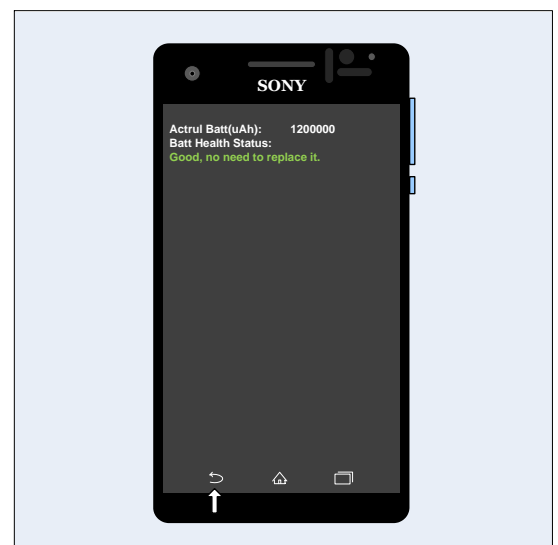 SONY
Actrul Batt(uAh): 1200000
Batt Health Status:
Good, no need to replace it.